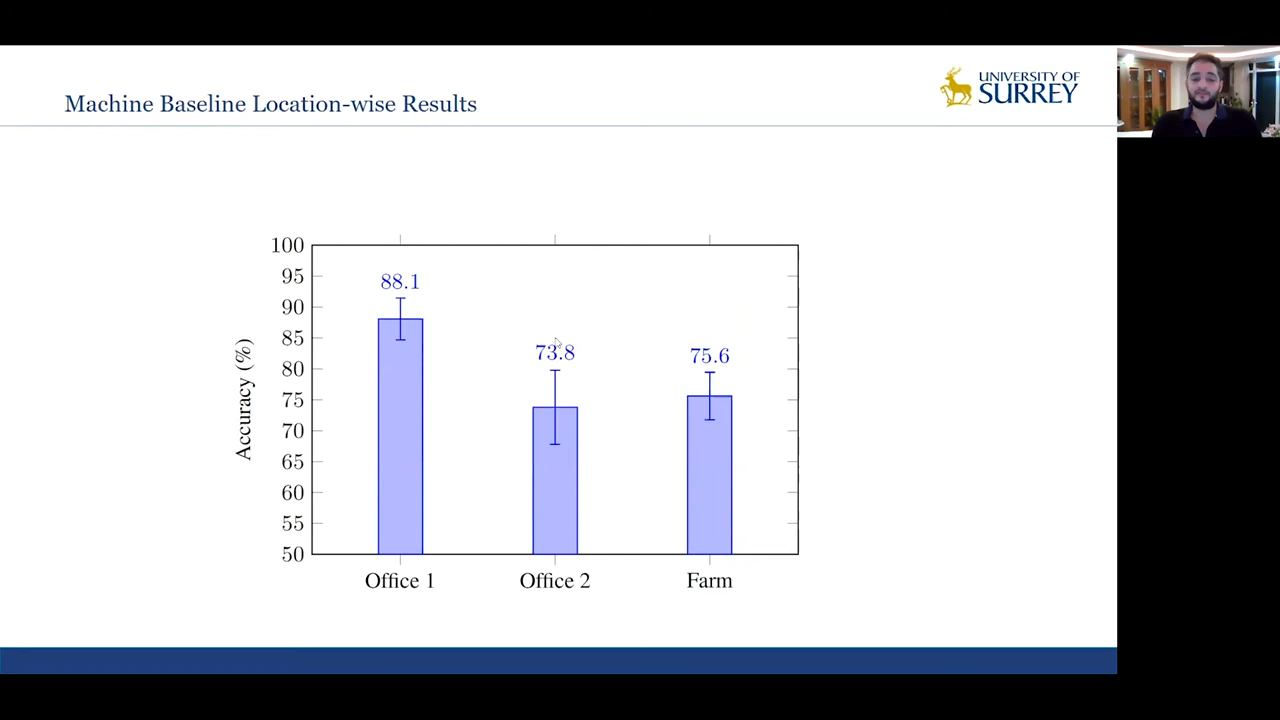 Machine Baseline Location-wise Results
UNIVERSITY OF
SURREY
100
95
90
85
80
75
70
65
60
55
50
Accuracy (%)
88.1
73.8
75.6
Office 1
Office 2
Farm